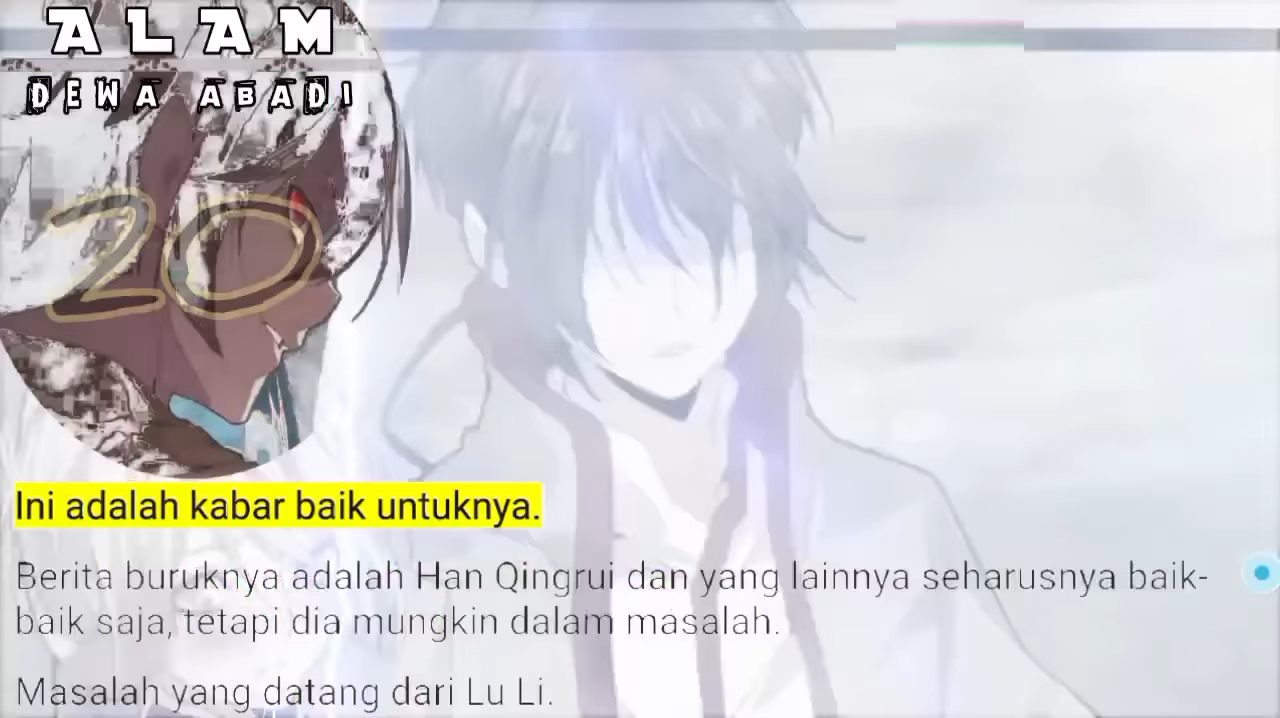 ALAM
DEWA ABADI
20
Ini adalah kabar baik untuknya.
Berita buruknya adalah Han Qingrui dan yang lainnya seharusnya baik-
baik saja, tetapi dia mungkin dalam masalah.
Masalah yang datang dari Lu Li.